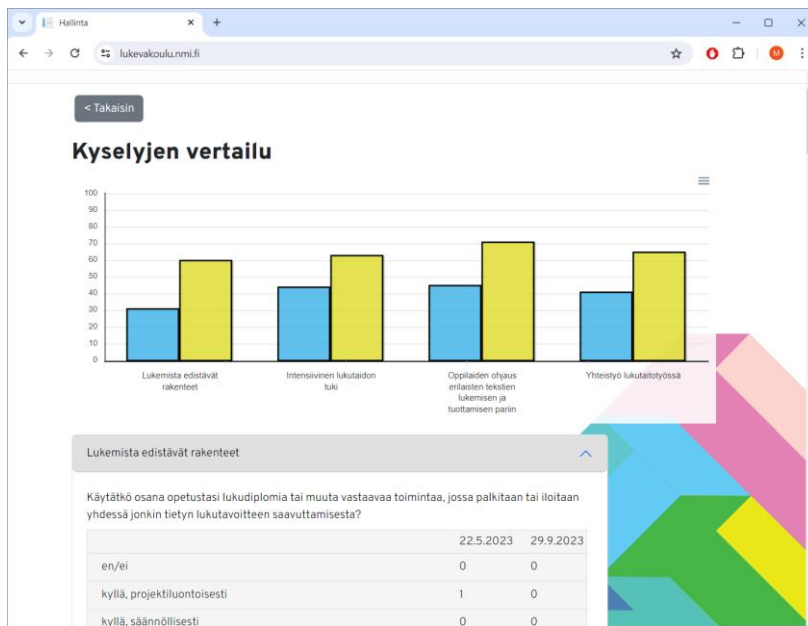 Hallinta
lukevakoulu.nmi.fi
M
< Takaisin
Kyselyjen vertailu
100
90
80
70
60
50
40
30
20
10
0
Lukemista edistävät
rakenteet
Intensiivinen lukutaidon
tuki
Oppilaiden ohjaus
erilaisten tekstien
lukemisen ja
tuottamisen pariin
Yhteistyö lukutaitotyössä
Lukemista edistävät rakenteet
Käytätkö osana opetustasi lukudiplomia tai muuta vastaavaa toimintaa, jossa palkitaan tai iloitaan
yhdessä jonkin tietyn lukutavoitteen saavuttamisesta?
22.5.2023 29.9.2023
en/ei 0 0
kyllä, projektiluontoisesti 1 0
kyllä, säännöllisesti 0 0